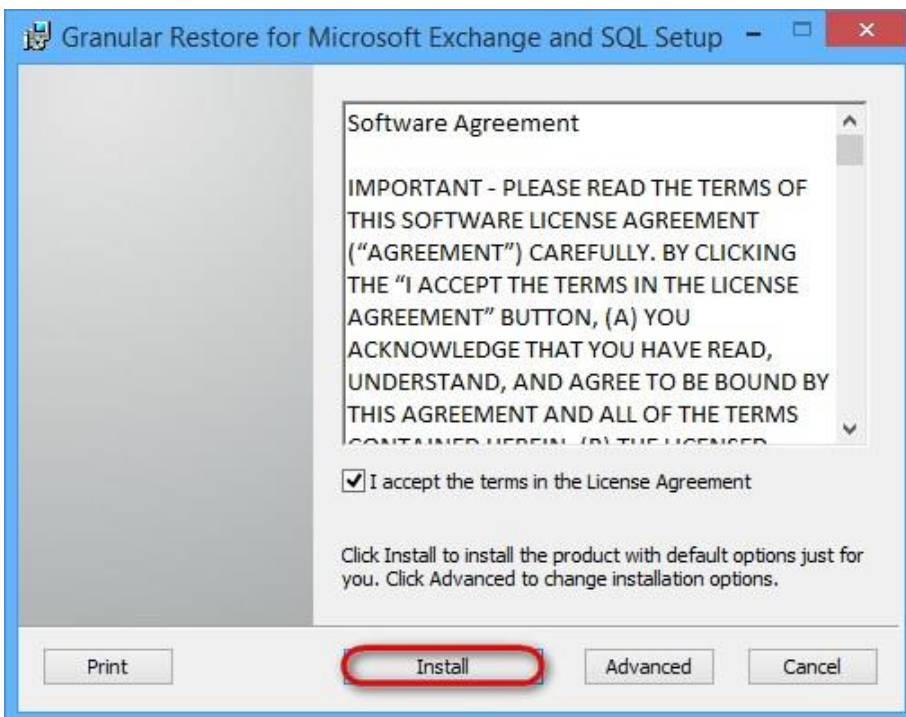 Granular Restore for Microsoft Exchange and SQL Setup
Software Agreement
IMPORTANT - PLEASE READ THE TERMS OF
THIS SOFTWARE LICENSE AGREEMENT
(“AGREEMENT”) CAREFULLY. BY CLICKING
THE “I ACCEPT THE TERMS IN THE LICENSE
AGREEMENT” BUTTON, (A) YOU
ACKNOWLEDGE THAT YOU HAVE READ,
UNDERSTAND, AND AGREE TO BE BOUND BY
THIS AGREEMENT AND ALL OF THE TERMS
CONTAINED HEREIN, (B) THE LICENSED
I accept the terms in the License Agreement
Click Install to install the product with default options just for
you. Click Advanced to change installation options.
Print Install Advanced Cancel